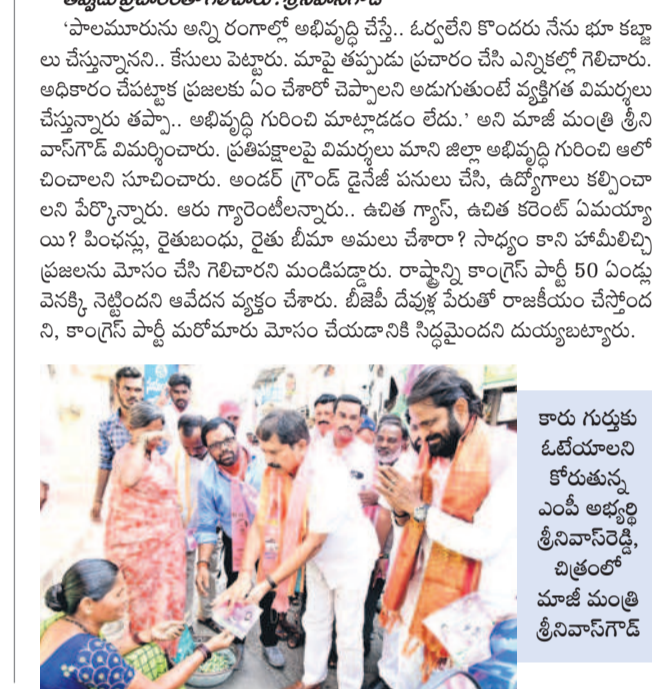 తప్పుడు ప్రచారంతో గెలిచారు : శ్రీనివాస్‌గౌడ్
'పాలమూరును అన్ని రంగాల్లో అభివృద్ధి చేస్తే.. ఓర్వలేని కొందరు నేను భూ కబ్జా
లు చేస్తున్నానని.. కేసులు పెట్టారు. మాపై తప్పుడు ప్రచారం చేసి ఎన్నికల్లో గెలిచారు.
అధికారం చేపట్టాక ప్రజలకు ఏం చేశారో చెప్పాలని అడుగుతుంటే వ్యక్తిగత విమర్శలు
చేస్తున్నారు తప్పా.. అభివృద్ధి గురించి మాట్లాడడం లేదు.' అని మాజీ మంత్రి శ్రీని
వాస్‌గౌడ్ విమర్శించారు. ప్రతిపక్షాలపై విమర్శలు మాని జిల్లా అభివృద్ధి గురించి ఆలో
చించాలని సూచించారు. అండర్ గ్రౌండ్ డ్రైనేజీ పనులు చేసి, ఉద్యోగాలు కల్పించా
లని పేర్కొన్నారు. ఆరు గ్యారెంటీలన్నారు.. ఉచిత గ్యాస్, ఉచిత కరెంట్ ఏమయ్యా
యి? పింఛన్లు, రైతుబంధు, రైతు బీమా అమలు చేశారా? సాధ్యం కాని హామీలిచ్చి
ప్రజలను మోసం చేసి గెలిచారని మండిపడ్డారు. రాష్ట్రాన్ని కాంగ్రెస్ పార్టీ 50 ఏండ్లు
వెనక్కి నెట్టిందని ఆవేదన వ్యక్తం చేశారు. బీజేపీ దేవుళ్ల పేరుతో రాజకీయం చేస్తోంద
ని, కాంగ్రెస్ పార్టీ మరోమారు మోసం చేయడానికి సిద్ధమైందని దుయ్యబట్యారు.
కారు గుర్తుకు
ఓటేయాలని
కోరుతున్న
ఎంపీ అభ్యర్థి
శ్రీనివాస్‌రెడ్డి,
చిత్రంలో
మాజీ మంత్రి
శ్రీనివాస్‌గౌడ్